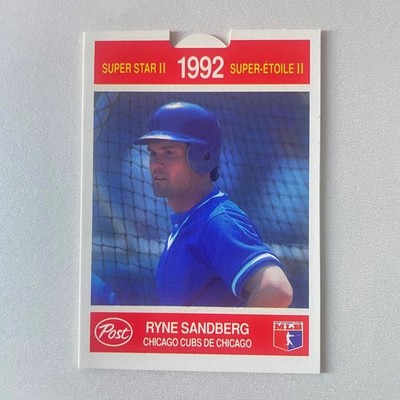 SUPER STAR II 1992 SUPER-ÉTOILE II
Post
RYNE SANDBERG
CHICAGO CUBS DE CHICAGO